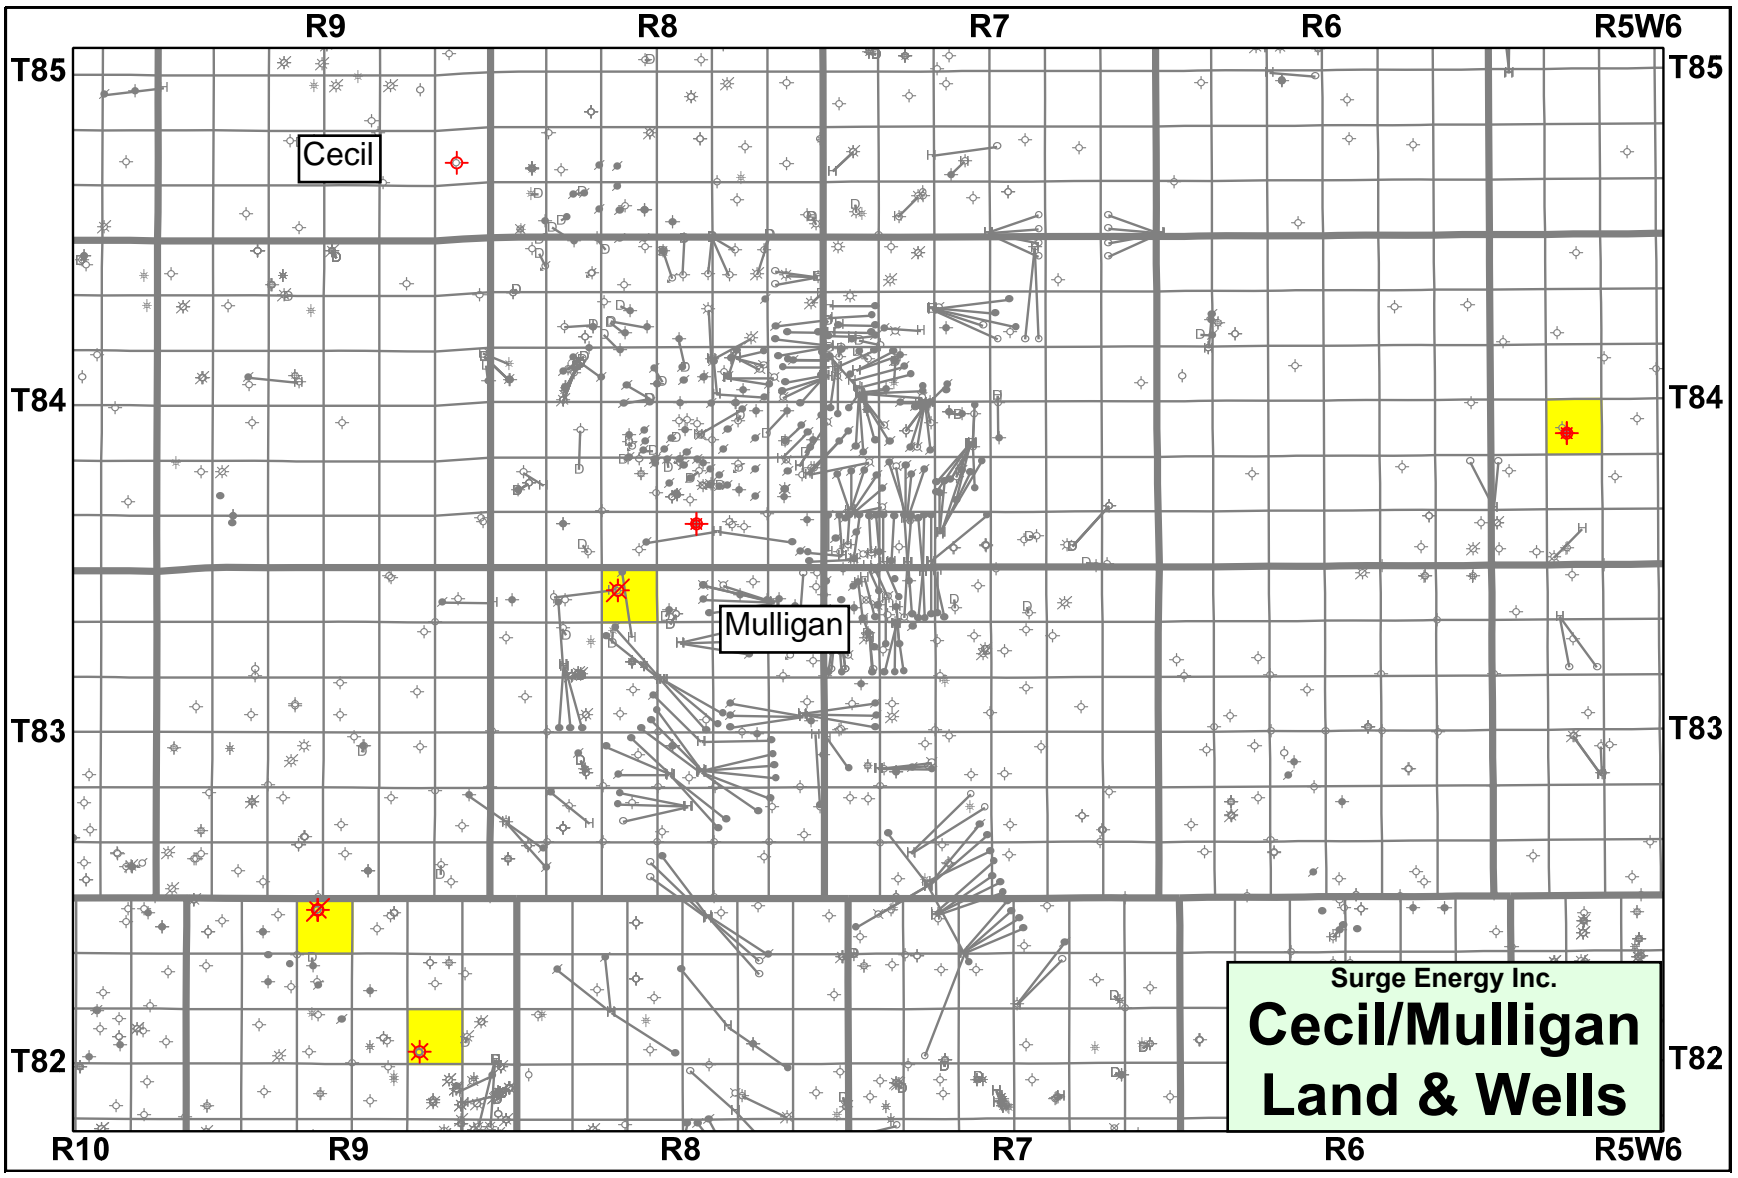 R9 R8 R7 R6 R5W6
T85 T85
Cecil
T84 T84
Mulligan
T83 T83
Surge Energy Inc.
Cecil/Mulligan
Land & Wells
T82 T82
R10 R9 R8 R7 R6 R5W6